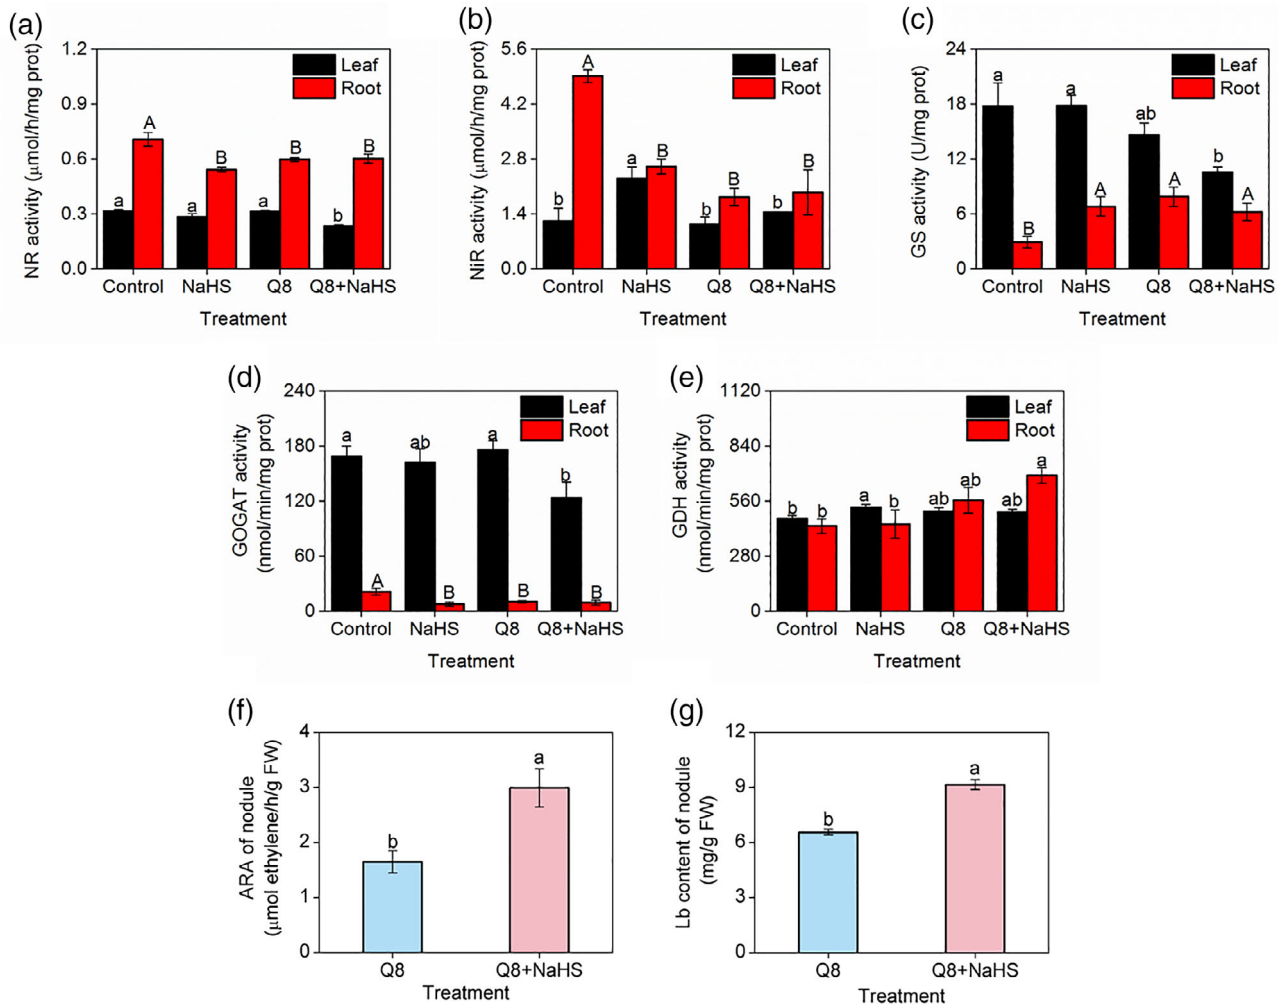 (a)
NR activity (μmol/h/mg prot)
1.2
0.9
0.6
0.3
0.0
Leaf
Root
a A
a B
a B
b B
Control NaHS Q8 Q8+NaHS
Treatment
(b)
NiR activity (μmol/h/mg prot)
5.6
4.2
2.8
1.4
0.0
Leaf
Root
b A
a B
b B
b B
Control NaHS Q8 Q8+NaHS
Treatment
(c)
GS activity (U/mg prot)
24
18
12
6
0
Leaf
Root
a B
a A
ab A
b A
Control NaHS Q8 Q8+NaHS
Treatment
(d)
GOGAT activity
(nmol/min/mg prot)
240
180
120
60
0
Leaf
Root
a A
ab B
a B
b B
Control NaHS Q8 Q8+NaHS
Treatment
(e)
GDH activity
(nmol/min/mg prot)
1120
840
560
280
0
Leaf
Root
b b
a b
ab ab
ab a
Control NaHS Q8 Q8+NaHS
Treatment
(f)
ARA of nodule
(μmol ethylene/h/g FW)
4
3
2
1
0
b
a
Q8 Q8+NaHS
Treatment
(g)
Lb content of nodule
(mg/g FW)
12
9
6
3
0
b
a
Q8 Q8+NaHS
Treatment